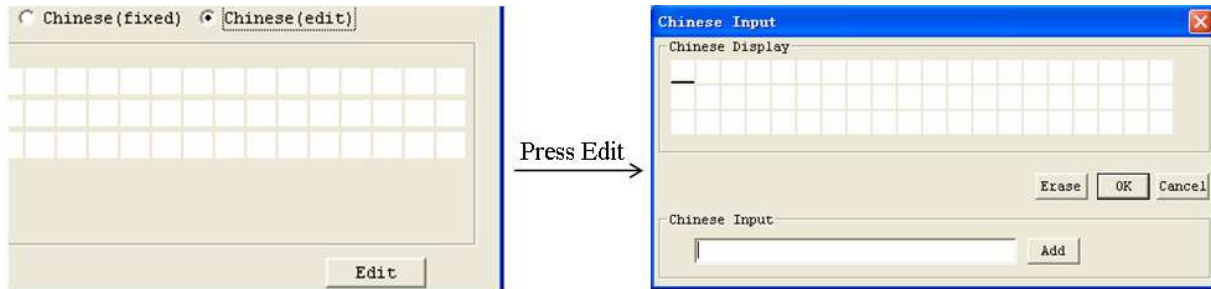 Chinese(fixed) Chinese(edit)
Edit
Press Edit
Chinese Input
Chinese Display
Erase OK Cancel
Chinese Input
Add